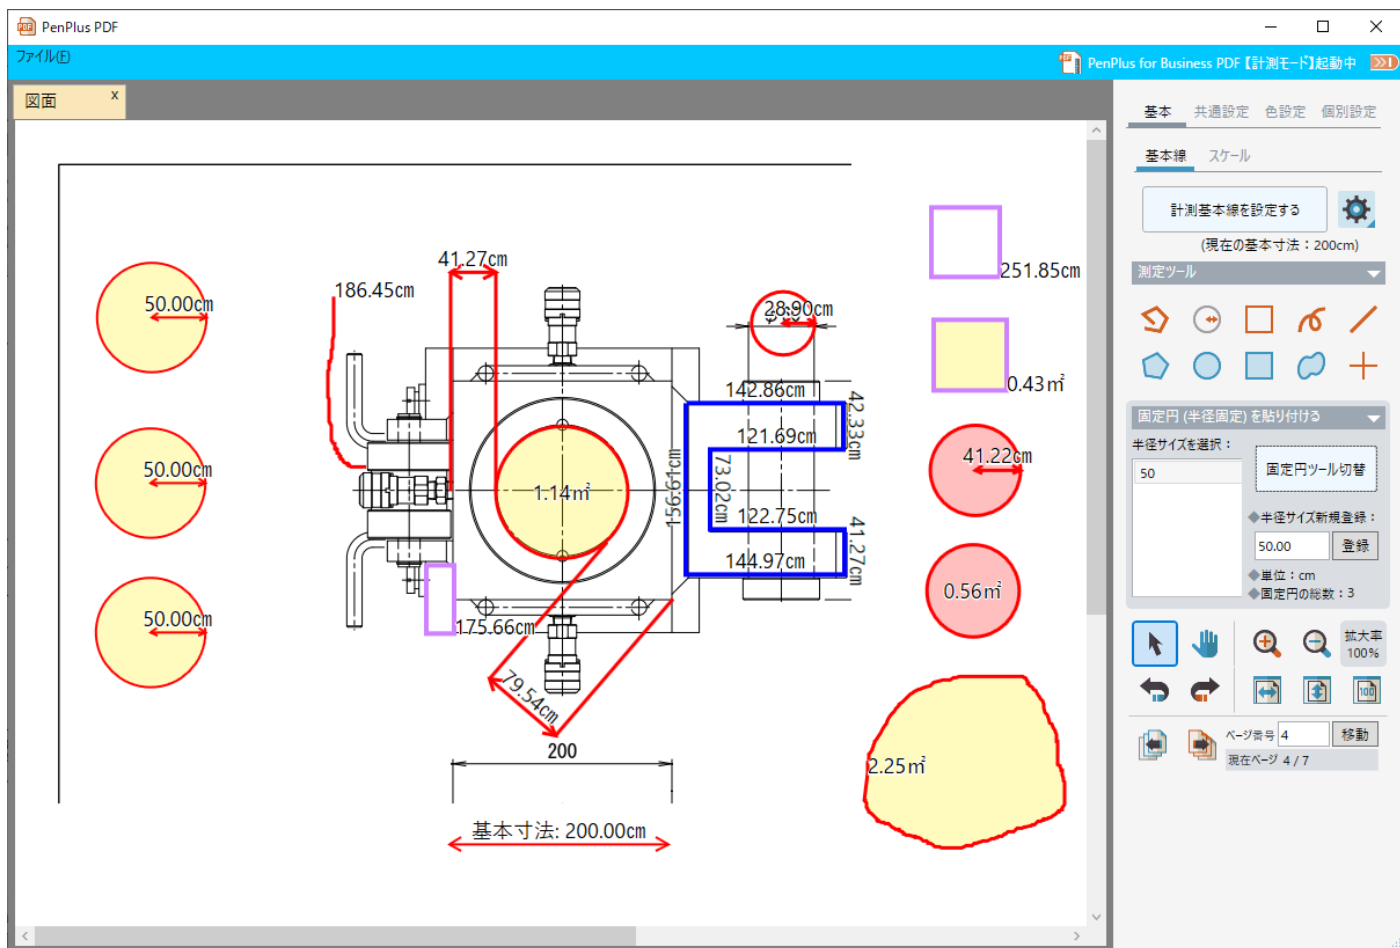 PenPlus PDF
ファイル(F)
PenPlus for Business PDF【計測モード】起動中
図面
x
基本
共通設定
色設定
個別設定
基本線
スケール
計測基本線を設定する
(現在の基本寸法：200cm)
測定ツール
固定円 (半径固定) を貼り付ける
半径サイズを選択：
50
固定円ツール切替
◆半径サイズ新規登録：
50.00
登録
◆単位：cm
◆固定円の総数：3
拡大率
100%
100
ページ番号
4
移動
現在ページ 4 / 7
41.27cm
186.45cm
50.00cm
50.00cm
50.00cm
28.90cm
251.85cm
0.43㎡
142.86cm
42.33cm
121.69cm
73.02cm
122.75cm
41.27cm
144.97cm
1.14㎡
41.22cm
0.56㎡
175.66cm
79.54cm
200
2.25㎡
基本寸法: 200.00cm